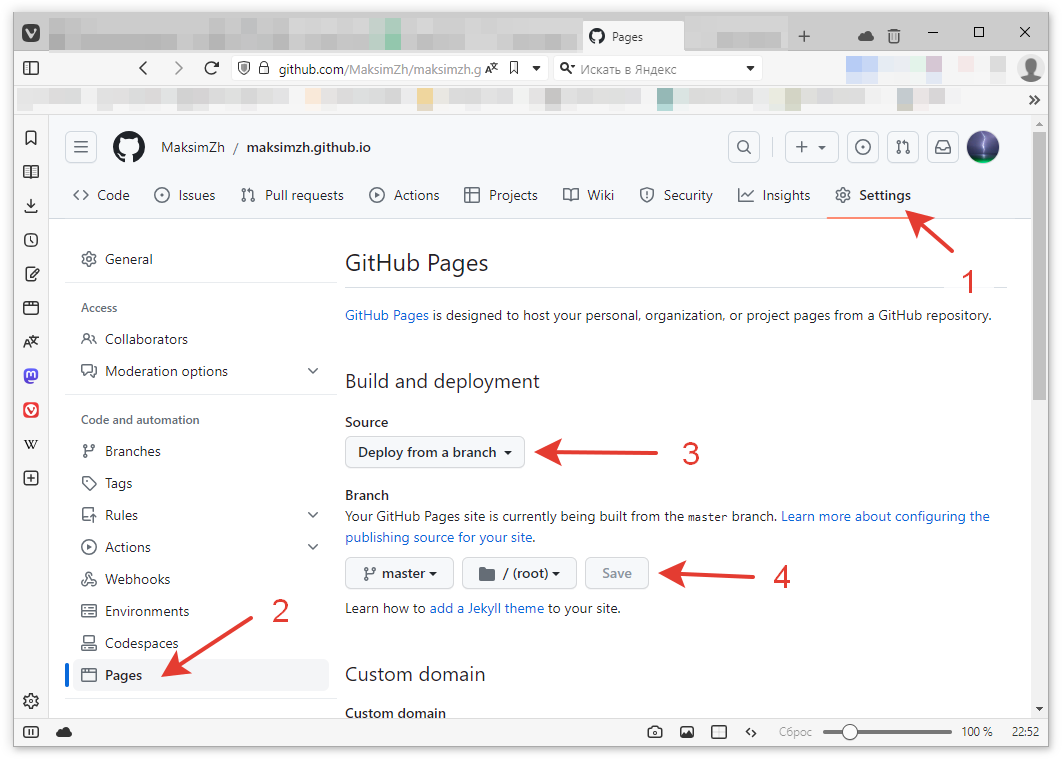 Pages
github.com/MaksimZh/maksimzh.g
Искать в Яндекс
MaksimZh / maksimzh.github.io
Code Issues Pull requests Actions Projects Wiki Security Insights Settings
1
General
Access
Collaborators
Moderation options
Code and automation
Branches
Tags
Rules
Actions
Webhooks
Environments
Codespaces
Pages
2
GitHub Pages
GitHub Pages is designed to host your personal, organization, or project pages from a GitHub repository.
Build and deployment
Source
Deploy from a branch
3
Branch
Your GitHub Pages site is currently being built from the master branch. Learn more about configuring the
publishing source for your site.
master / (root) Save
4
Learn how to add a Jekyll theme to your site.
Custom domain
Custom domain
Сброс 100 % 22:52